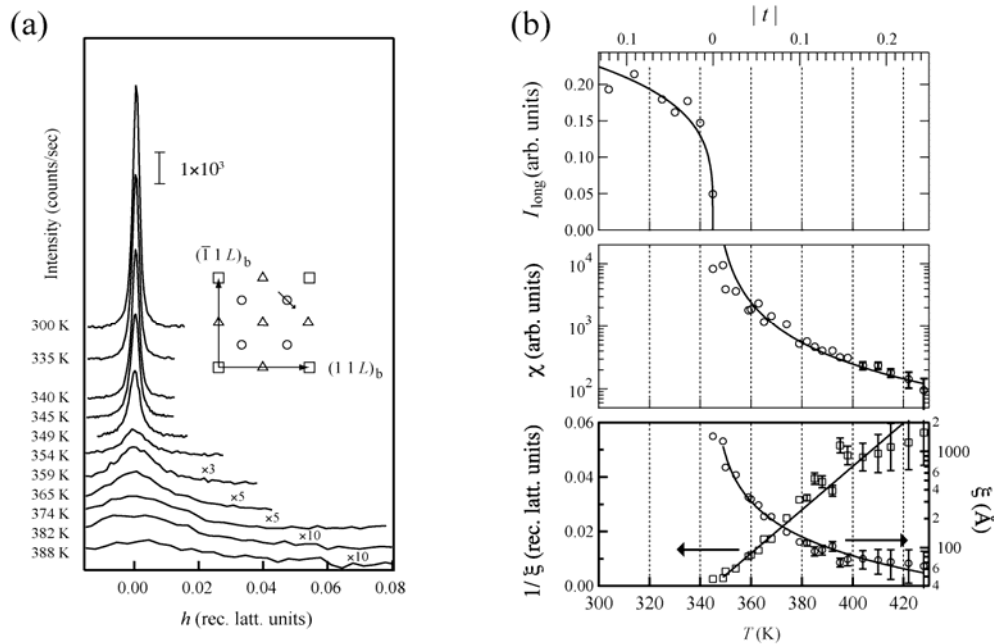 (a)
Intensity (counts/sec)
1×10³
(1̅ 1 L)b
(1 1 L)b
300 K
335 K
340 K
345 K
349 K
354 K
359 K
365 K
374 K
382 K
388 K
×3
×5
×5
×10
×10
0.00 0.02 0.04 0.06 0.08
h (rec. latt. units)
(b)
| t |
0.1 0 0.1 0.2
0.20
0.15
0.10
0.05
0.00
I long (arb. units)
10⁴
10³
10²
χ (arb. units)
0.06
0.04
0.02
0.00
1/ξ (rec. latt. units)
2
1000
6
4
2
100
6
4
ξ (Å)
300 320 340 360 380 400 420
T (K)